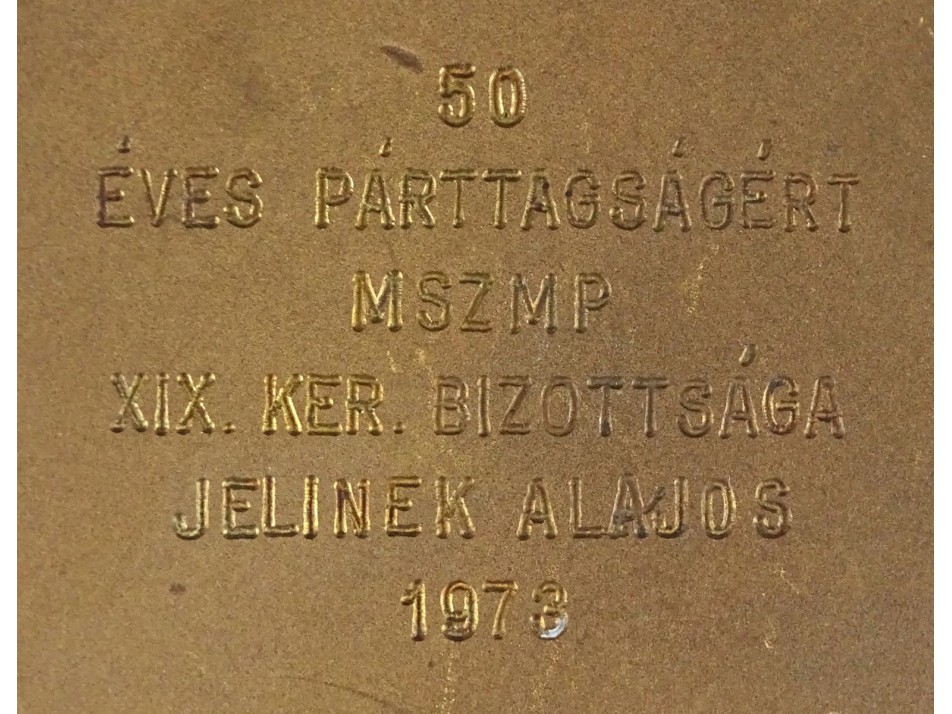 50
ÉVES PÁRTTAGSÁGÉRT
MSZMP
XIX. KER. BIZOTTSÁGA
JELINEK ALAJOS
1973